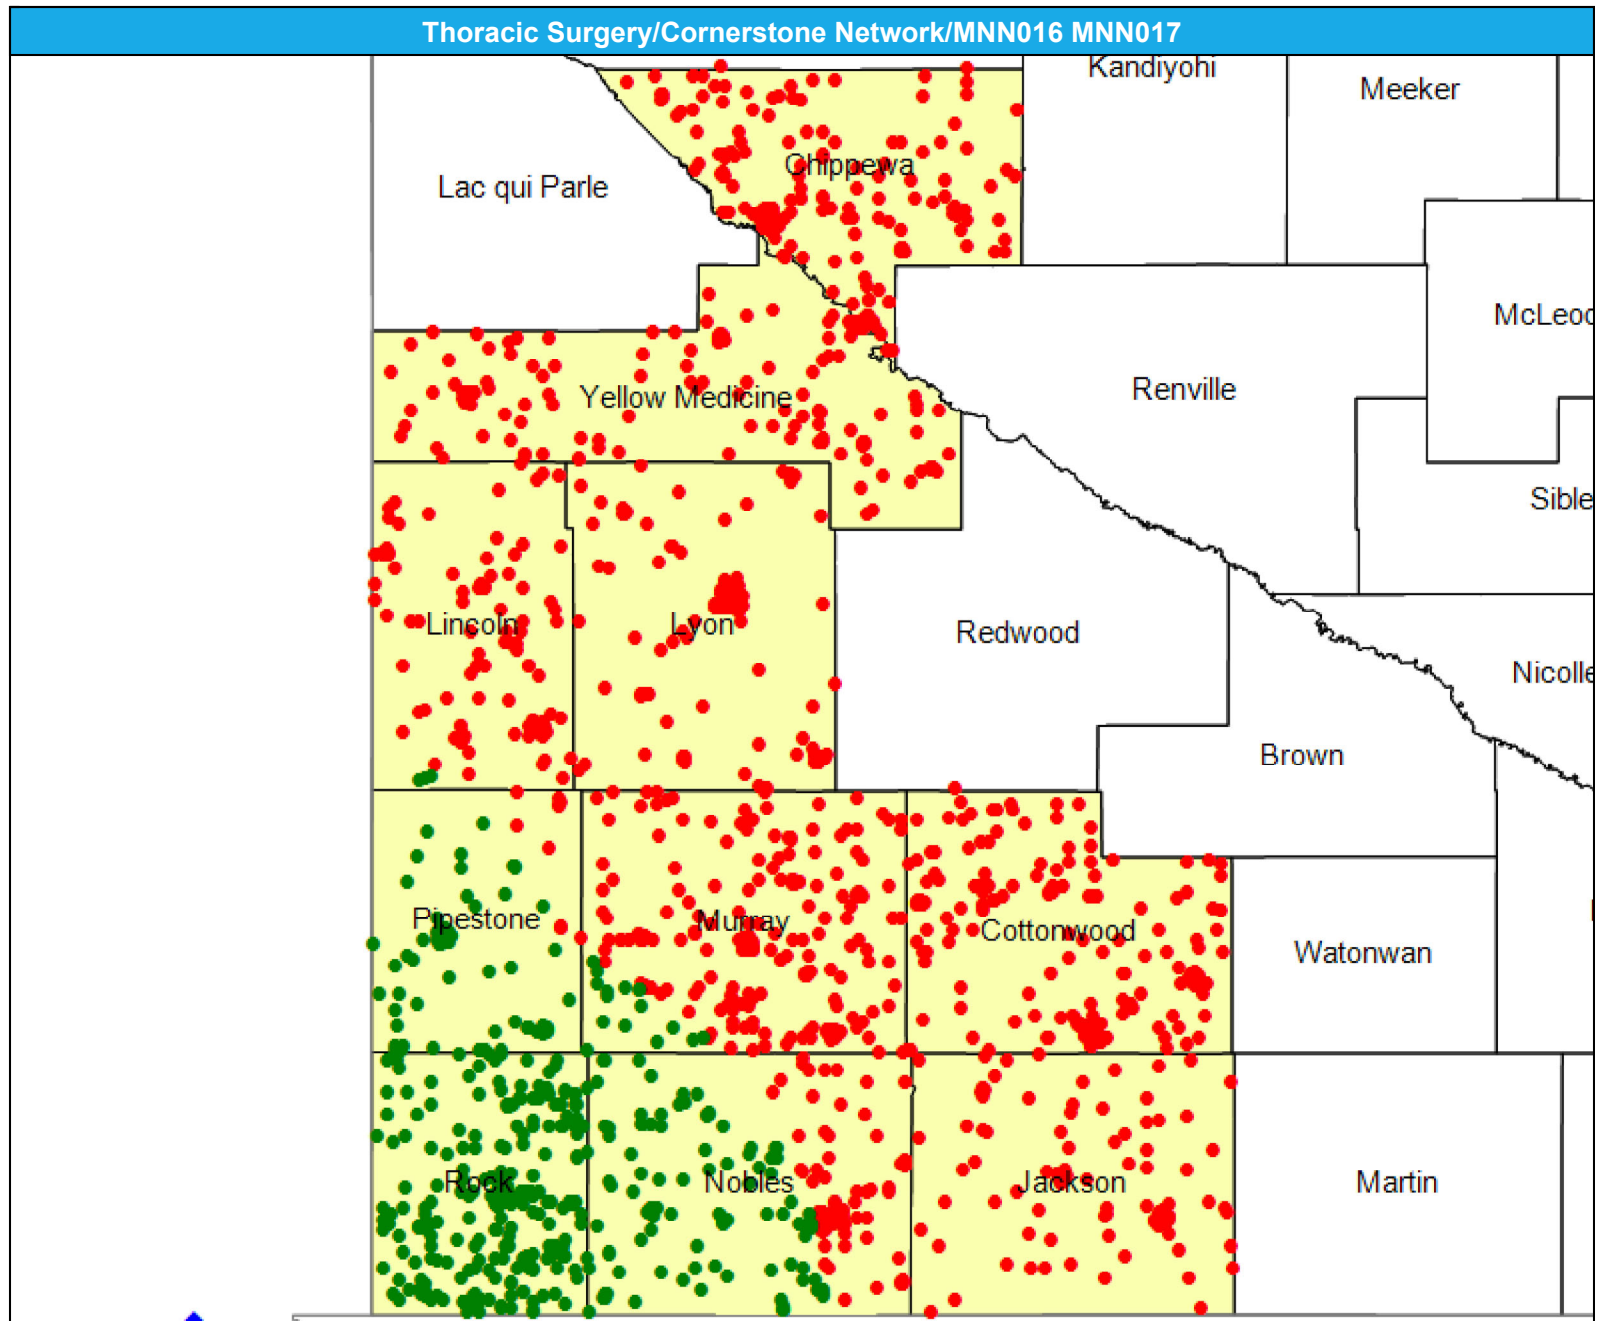 Thoracic Surgery/Cornerstone Network/MNN016 MNN017
Kandiyohi
Meeker
Chippewa
Lac qui Parle
McLeod
Renville
Yellow Medicine
Sible
Lincoln
Lyon
Redwood
Nicolle
Brown
Pipestone
Murray
Cottonwood
Watonwan
Rock
Nobles
Jackson
Martin